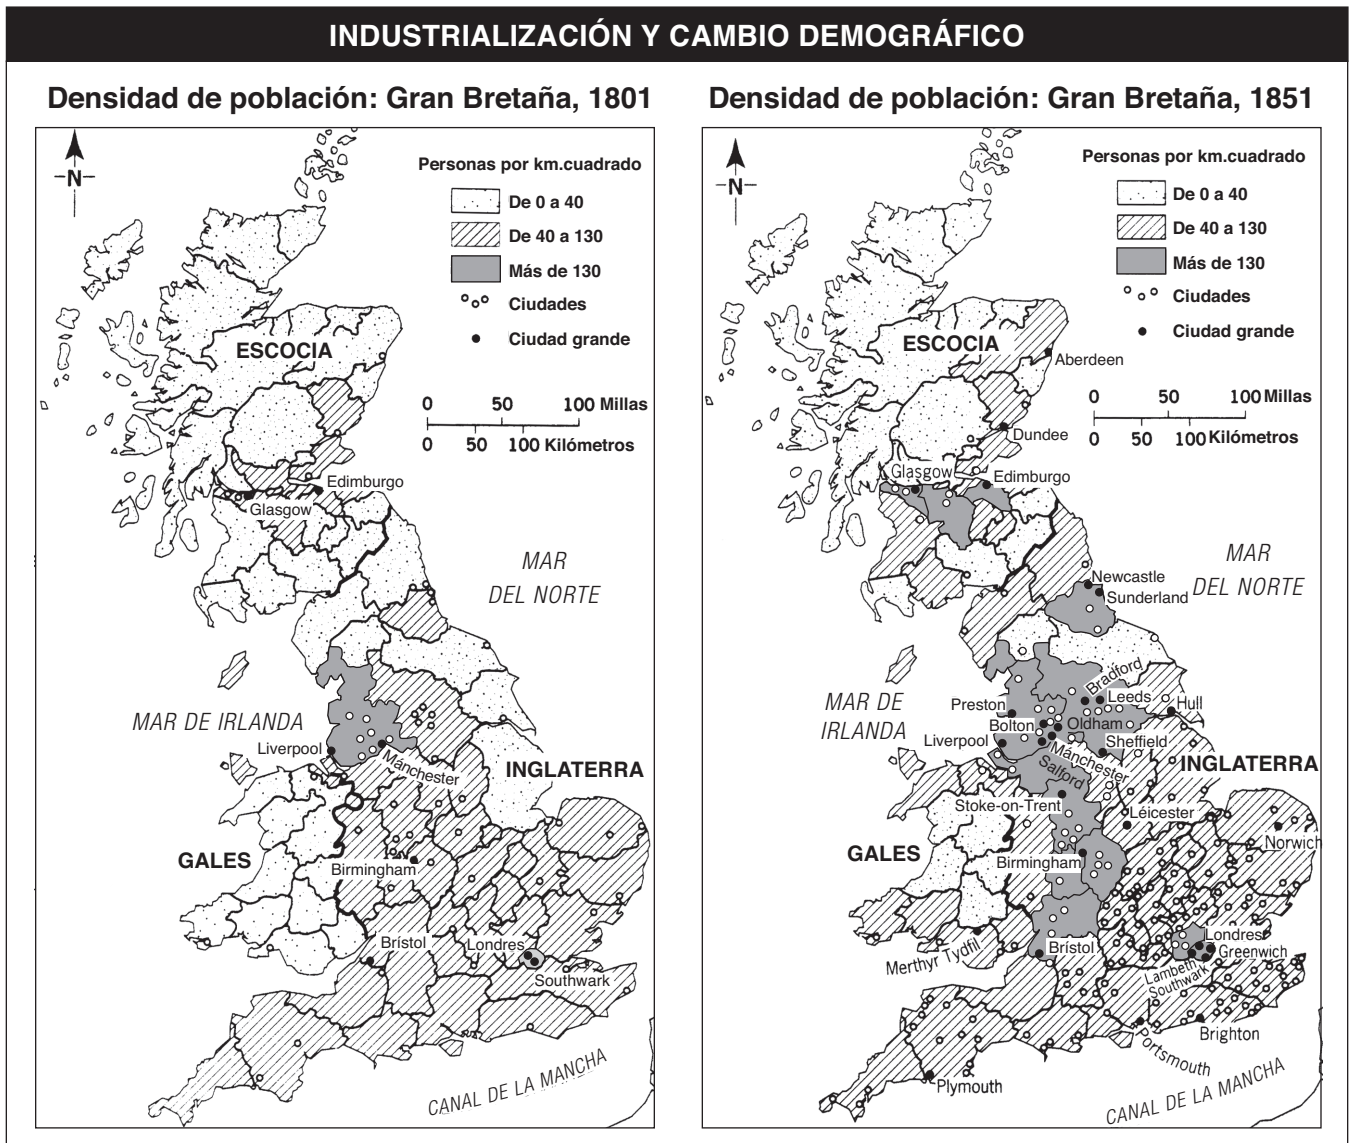 INDUSTRIALIZACIÓN Y CAMBIO DEMOGRÁFICO
Densidad de población: Gran Bretaña, 1801
N
Personas por km.cuadrado
De 0 a 40
De 40 a 130
Más de 130
Ciudades
Ciudad grande
0 50 100 Millas
0 50 100 Kilómetros
ESCOCIA
Edimburgo
Glasgow
MAR
DEL NORTE
MAR DE IRLANDA
Liverpool
Mánchester
INGLATERRA
GALES
Birmingham
Brístol
Londres
Southwark
CANAL DE LA MANCHA
Densidad de población: Gran Bretaña, 1851
N
Personas por km.cuadrado
De 0 a 40
De 40 a 130
Más de 130
Ciudades
Ciudad grande
0 50 100 Millas
0 50 100 Kilómetros
ESCOCIA
Aberdeen
Dundee
Glasgow
Edimburgo
MAR
DEL NORTE
Newcastle
Sunderland
MAR DE
IRLANDA
Bradford
Preston
Leeds
Hull
Bolton
Oldham
Liverpool
Sheffield
Mánchester
Salford
INGLATERRA
Stoke-on-Trent
Léicester
Norwich
GALES
Birmingham
Merthyr Tydfil
Brístol
Londres
Greenwich
Lambeth
Southwark
Brighton
Portsmouth
Plymouth
CANAL DE LA MANCHA